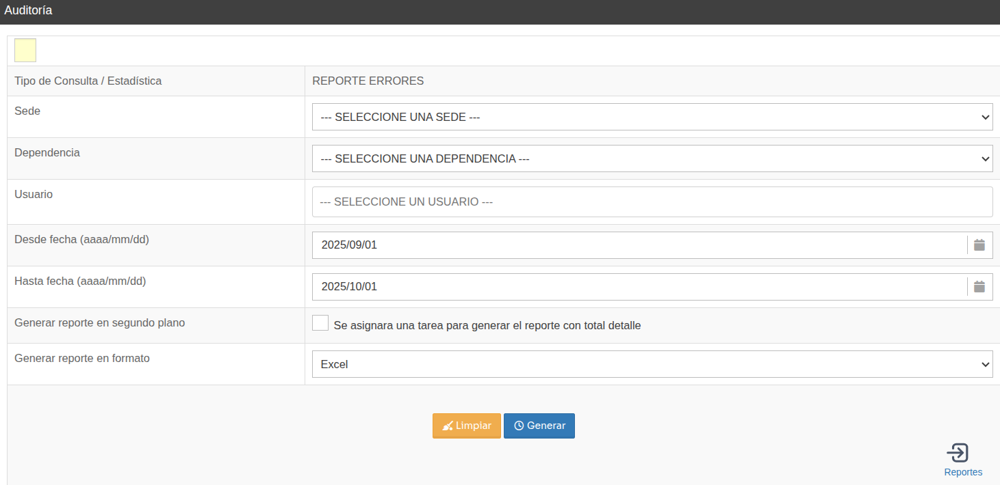 Auditoría
Tipo de Consulta / Estadística REPORTE ERRORES
Sede --- SELECCIONE UNA SEDE ---
Dependencia --- SELECCIONE UNA DEPENDENCIA ---
Usuario --- SELECCIONE UN USUARIO ---
Desde fecha (aaaa/mm/dd) 2025/09/01
Hasta fecha (aaaa/mm/dd) 2025/10/01
Generar reporte en segundo plano Se asignara una tarea para generar el reporte con total detalle
Generar reporte en formato Excel
Limpiar Generar
Reportes